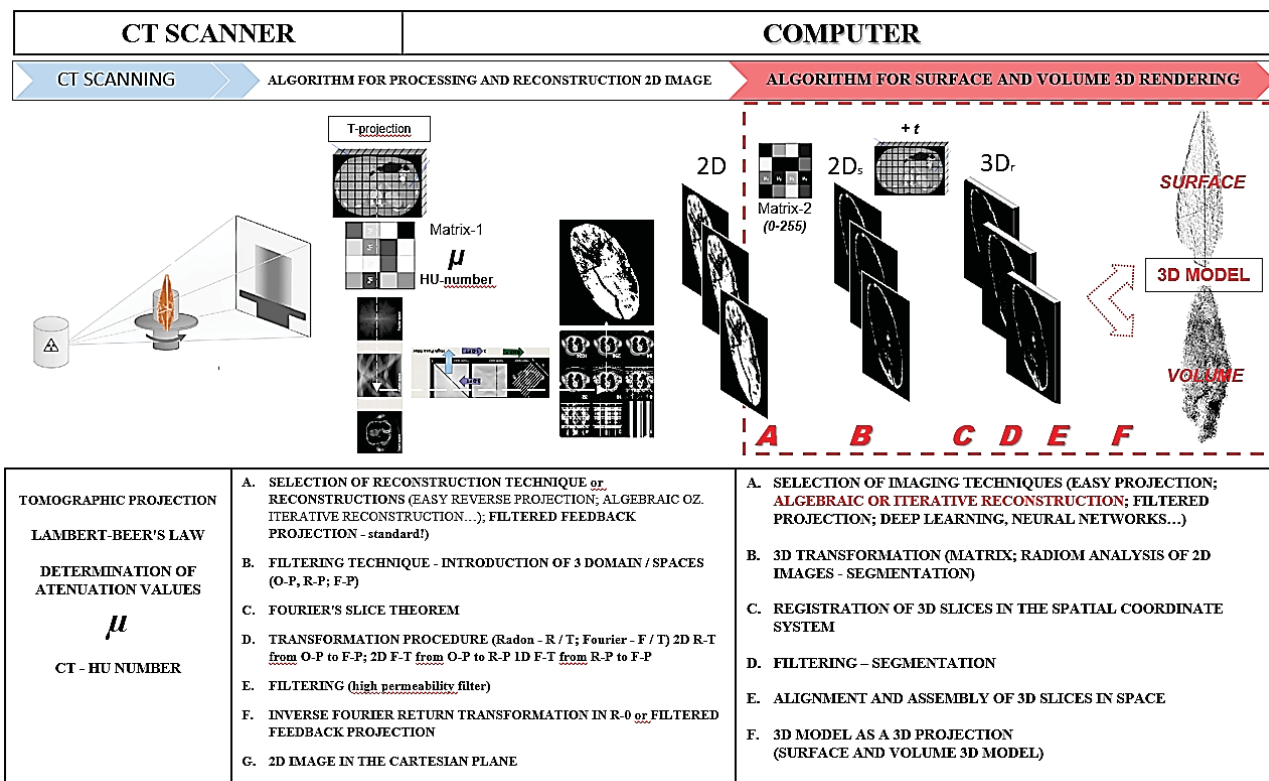 CT SCANNER
COMPUTER
CT SCANNING
ALGORITHM FOR PROCESSING AND RECONSTRUCTION 2D IMAGE
ALGORITHM FOR SURFACE AND VOLUME 3D RENDERING
T-projection
Matrix-1
μ
HU-number
2D
Matrix-2
(0-255)
2Ds
+ t
3Dr
SURFACE
3D MODEL
VOLUME
A B C D E F
TOMOGRAPHIC PROJECTION
LAMBERT-BEER'S LAW
DETERMINATION OF
ATENUATION VALUES
μ
CT - HU NUMBER
A. SELECTION OF RECONSTRUCTION TECHNIQUE or
RECONSTRUCTIONS (EASY REVERSE PROJECTION; ALGEBRAIC OZ.
ITERATIVE RECONSTRUCTION…); FILTERED FEEDBACK
PROJECTION - standard!)
B. FILTERING TECHNIQUE - INTRODUCTION OF 3 DOMAIN / SPACES
(O-P, R-P; F-P)
C. FOURIER'S SLICE THEOREM
D. TRANSFORMATION PROCEDURE (Radon - R / T; Fourier - F / T) 2D R-T
from O-P to F-P; 2D F-T from O-P to R-P 1D F-T from R-P to F-P
E. FILTERING (high permeability filter)
F. INVERSE FOURIER RETURN TRANSFORMATION IN R-0 or FILTERED
FEEDBACK PROJECTION
G. 2D IMAGE IN THE CARTESIAN PLANE
A. SELECTION OF IMAGING TECHNIQUES (EASY PROJECTION;
ALGEBRAIC OR ITERATIVE RECONSTRUCTION; FILTERED
PROJECTION; DEEP LEARNING, NEURAL NETWORKS…)
B. 3D TRANSFORMATION (MATRIX; RADIOM ANALYSIS OF 2D
IMAGES - SEGMENTATION)
C. REGISTRATION OF 3D SLICES IN THE SPATIAL COORDINATE
SYSTEM
D. FILTERING – SEGMENTATION
E. ALIGNMENT AND ASSEMBLY OF 3D SLICES IN SPACE
F. 3D MODEL AS A 3D PROJECTION
(SURFACE AND VOLUME 3D MODEL)